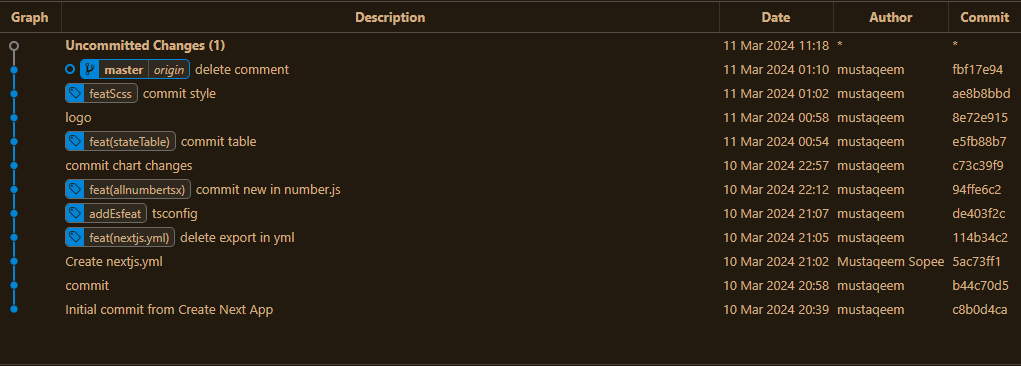 Graph Description Date Author Commit
Uncommitted Changes (1) 11 Mar 2024 11:18 * *
master origin delete comment 11 Mar 2024 01:10 mustaqeem fbf17e94
featScss commit style 11 Mar 2024 01:02 mustaqeem ae8b8bbd
logo 11 Mar 2024 00:58 mustaqeem 8e72e915
feat(stateTable) commit table 11 Mar 2024 00:54 mustaqeem e5fb88b7
commit chart changes 10 Mar 2024 22:57 mustaqeem c73c39f9
feat(allnumbertsx) commit new in number.js 10 Mar 2024 22:12 mustaqeem 94ffe6c2
addEsfeat tsconfig 10 Mar 2024 21:07 mustaqeem de403f2c
feat(nextjs.yml) delete export in yml 10 Mar 2024 21:05 mustaqeem 114b34c2
Create nextjs.yml 10 Mar 2024 21:02 Mustaqeem Sopee 5ac73ff1
commit 10 Mar 2024 20:58 mustaqeem b44c70d5
Initial commit from Create Next App 10 Mar 2024 20:39 mustaqeem c8b0d4ca